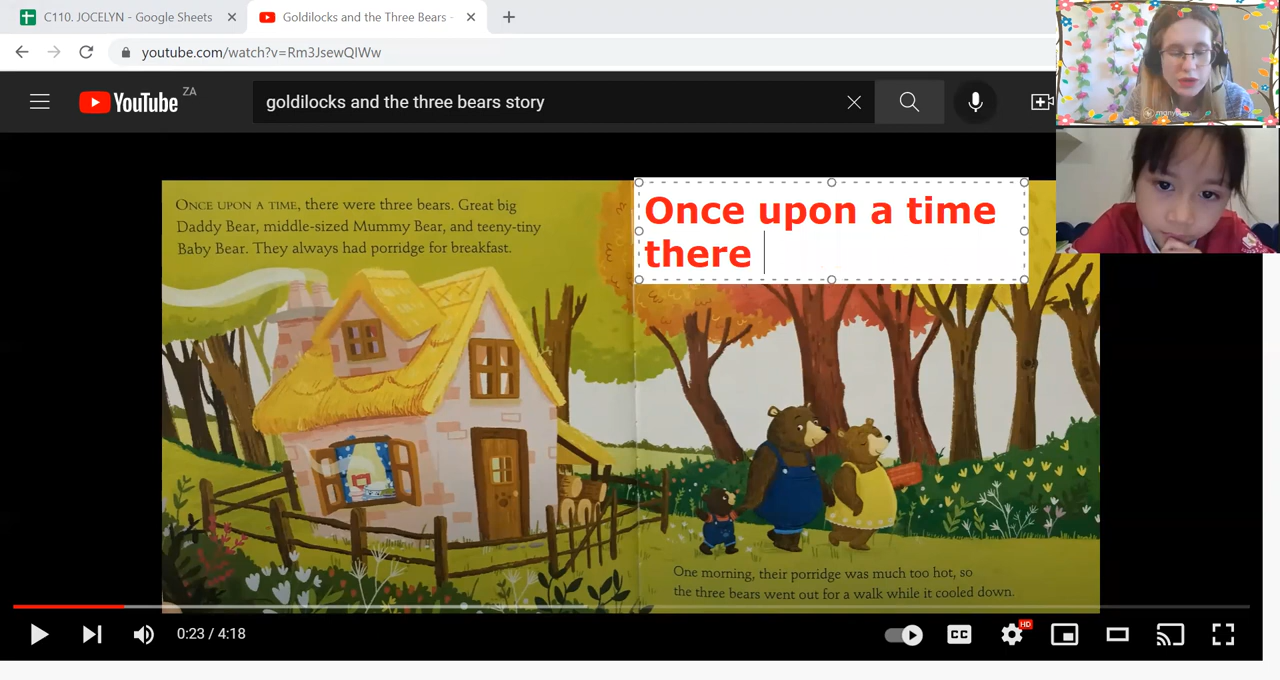 C110. JOCELYN - Google Sheets
Goldilocks and the Three Bears -
youtube.com/watch?v=Rm3JsewQIWw
YouTube ZA
goldilocks and the three bears story
ONCE UPON A TIME, there were three bears. Great big
Daddy Bear, middle-sized Mummy Bear, and teeny-tiny
Baby Bear. They always had porridge for breakfast.
Once upon a time
there
One morning, their porridge was much too hot, so
the three bears went out for a walk while it cooled down.
0:23 / 4:18
CC
HD